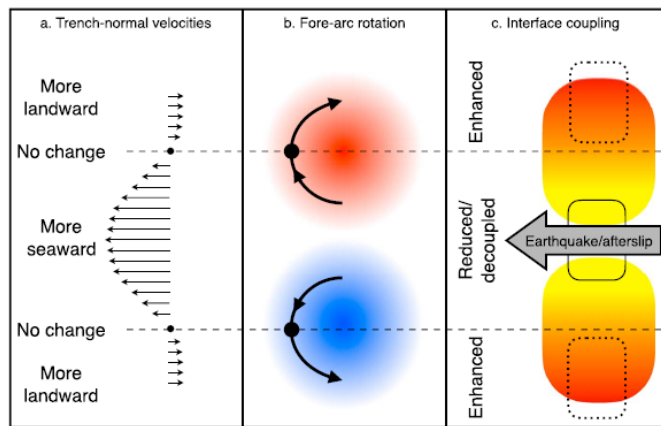 a. Trench-normal velocities
b. Fore-arc rotation
c. Interface coupling
More
landward
No change
More
seaward
No change
More
landward
Enhanced
Reduced/
decoupled
Enhanced
Earthquake/afterslip